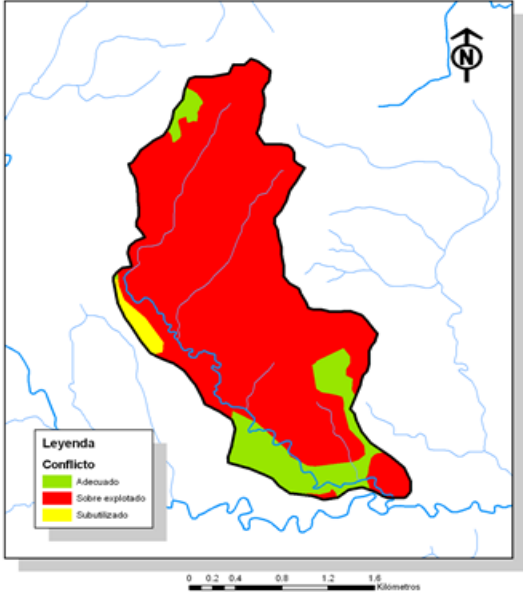 N
Leyenda
Conflicto
Adecuado
Sobre explotado
Subutilizado
0 0.2 0.4 0.8 1.2 1.6
Kilómetros